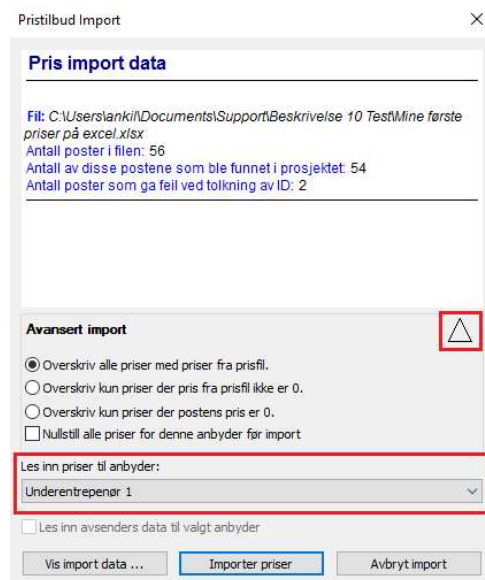 Pristilbud Import
Pris import data
Fil: C:\Users\ankil\Documents\Support\Beskrivelse 10 Test\Mine første
priser på excel.xlsx
Antall poster i filen: 56
Antall av disse postene som ble funnet i prosjektet: 54
Antall poster som ga feil ved tolkning av ID: 2
Avansert import
Overskriv alle priser med priser fra prisfil.
Overskriv kun priser der pris fra prisfil ikke er 0.
Overskriv kun priser der postens pris er 0.
Nullstill alle priser for denne anbyder før import
Les inn priser til anbyder:
Underentrepenør 1
Les inn avsenders data til valgt anbyder
Vis import data ...
Importer priser
Avbryt import